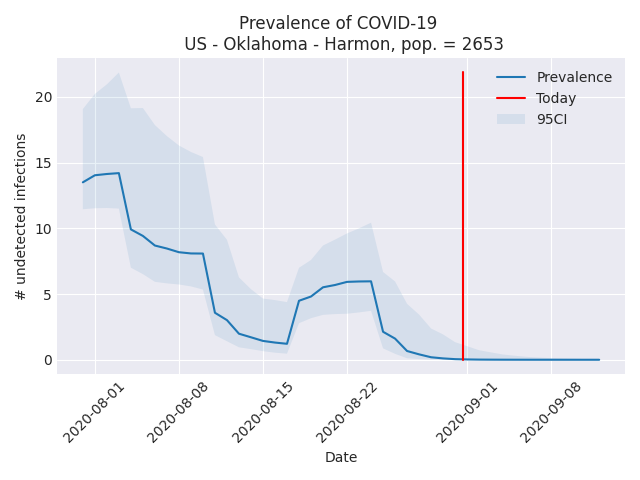 Prevalence of COVID-19
US - Oklahoma - Harmon, pop. = 2653
Prevalence
Today
95CI
# undetected infections
20
15
10
5
0
2020-08-01
2020-08-08
2020-08-15
2020-08-22
2020-09-01
2020-09-08
Date